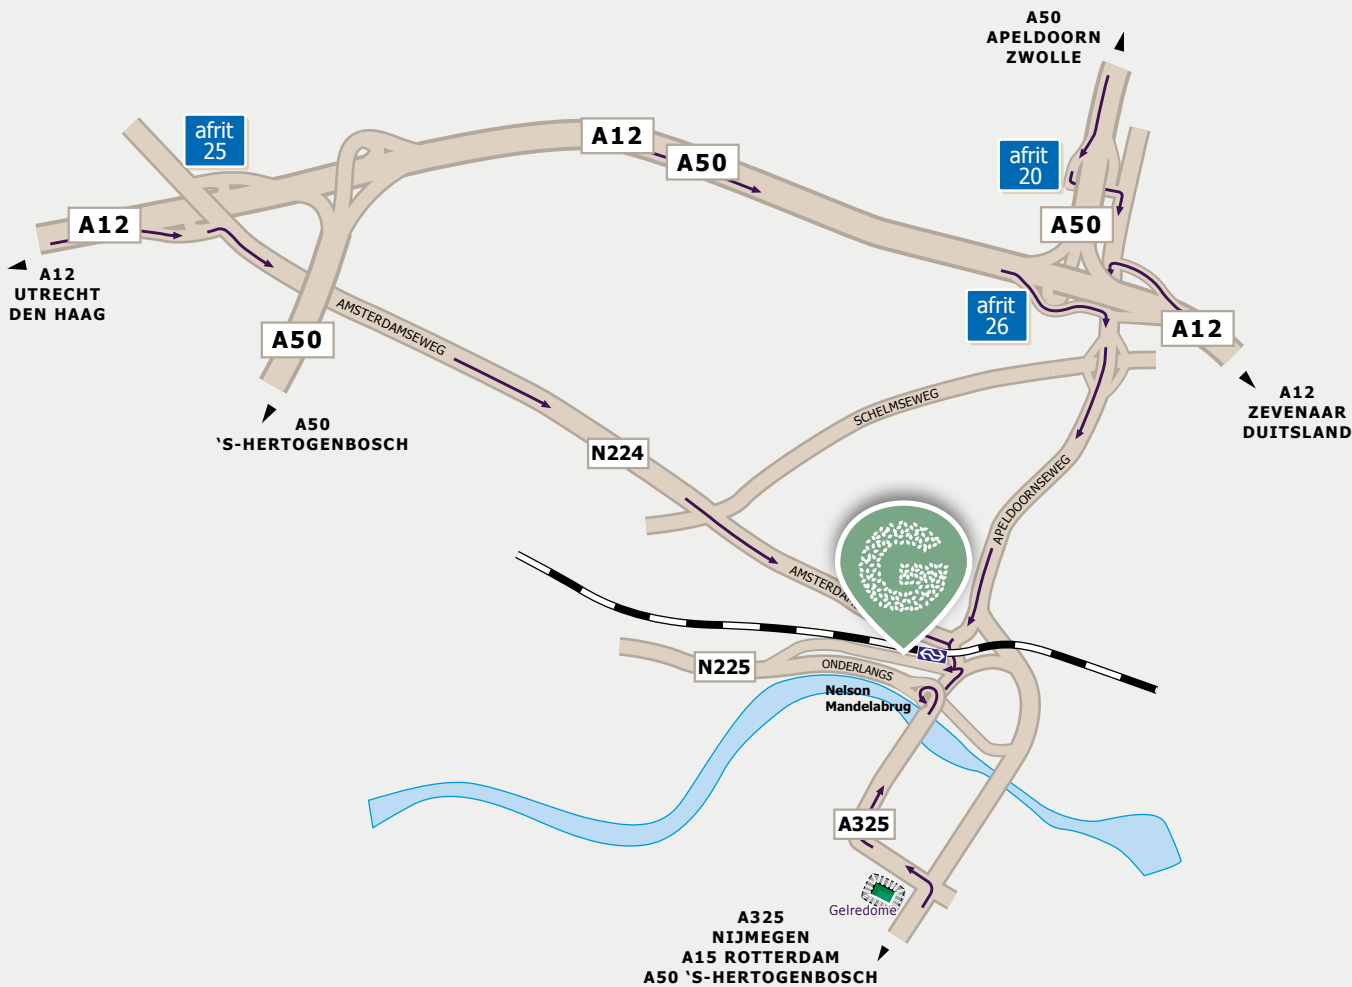 A50
APELDOORN
ZWOLLE
afrit
25
A12
A50
afrit
20
A50
A12
A12
UTRECHT
DEN HAAG
afrit
26
A12
A50
AMSTERDAMSEWEG
A50
‘S-HERTOGENBOSCH
A12
ZEVENAAR
DUITSLAND
SCHELMSEWEG
N224
APELDOORNSEWEG
G
N225
ONDERLANGS
Nelson
Mandelabrug
A325
Gelredome
A325
NIJMEGEN
A15 ROTTERDAM
A50 ‘S-HERTOGENBOSCH